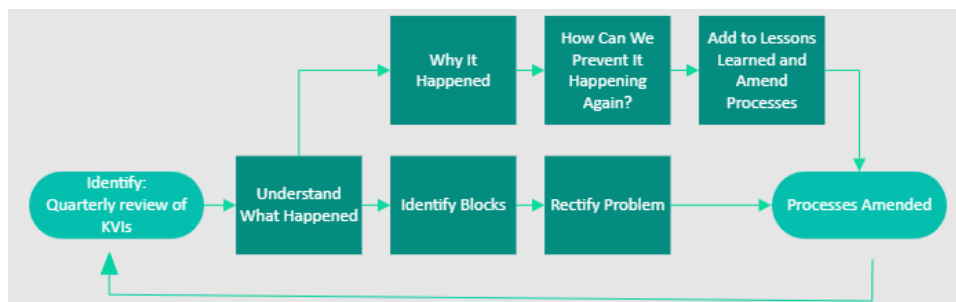 Why It
Happened
How Can We
Prevent It
Happening
Again?
Add to Lessons
Learned and
Amend
Processes
Identify:
Quarterly review of
KVIs
Understand
What Happened
Identify Blocks
Rectify Problem
Processes Amended